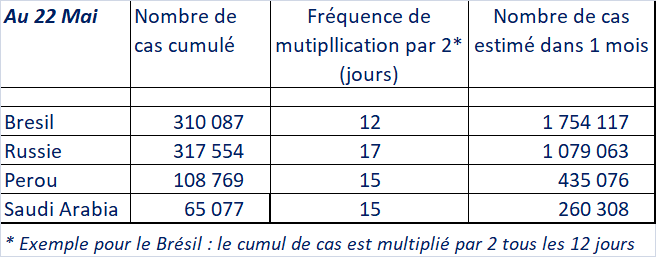 Au 22 Mai Nombre de cas cumulé Fréquence de mutipllication par 2* (jours) Nombre de cas estimé dans 1 mois
Bresil 310 087 12 1 754 117
Russie 317 554 17 1 079 063
Perou 108 769 15 435 076
Saudi Arabia 65 077 15 260 308
* Exemple pour le Brésil : le cumul de cas est multiplié par 2 tous les 12 jours